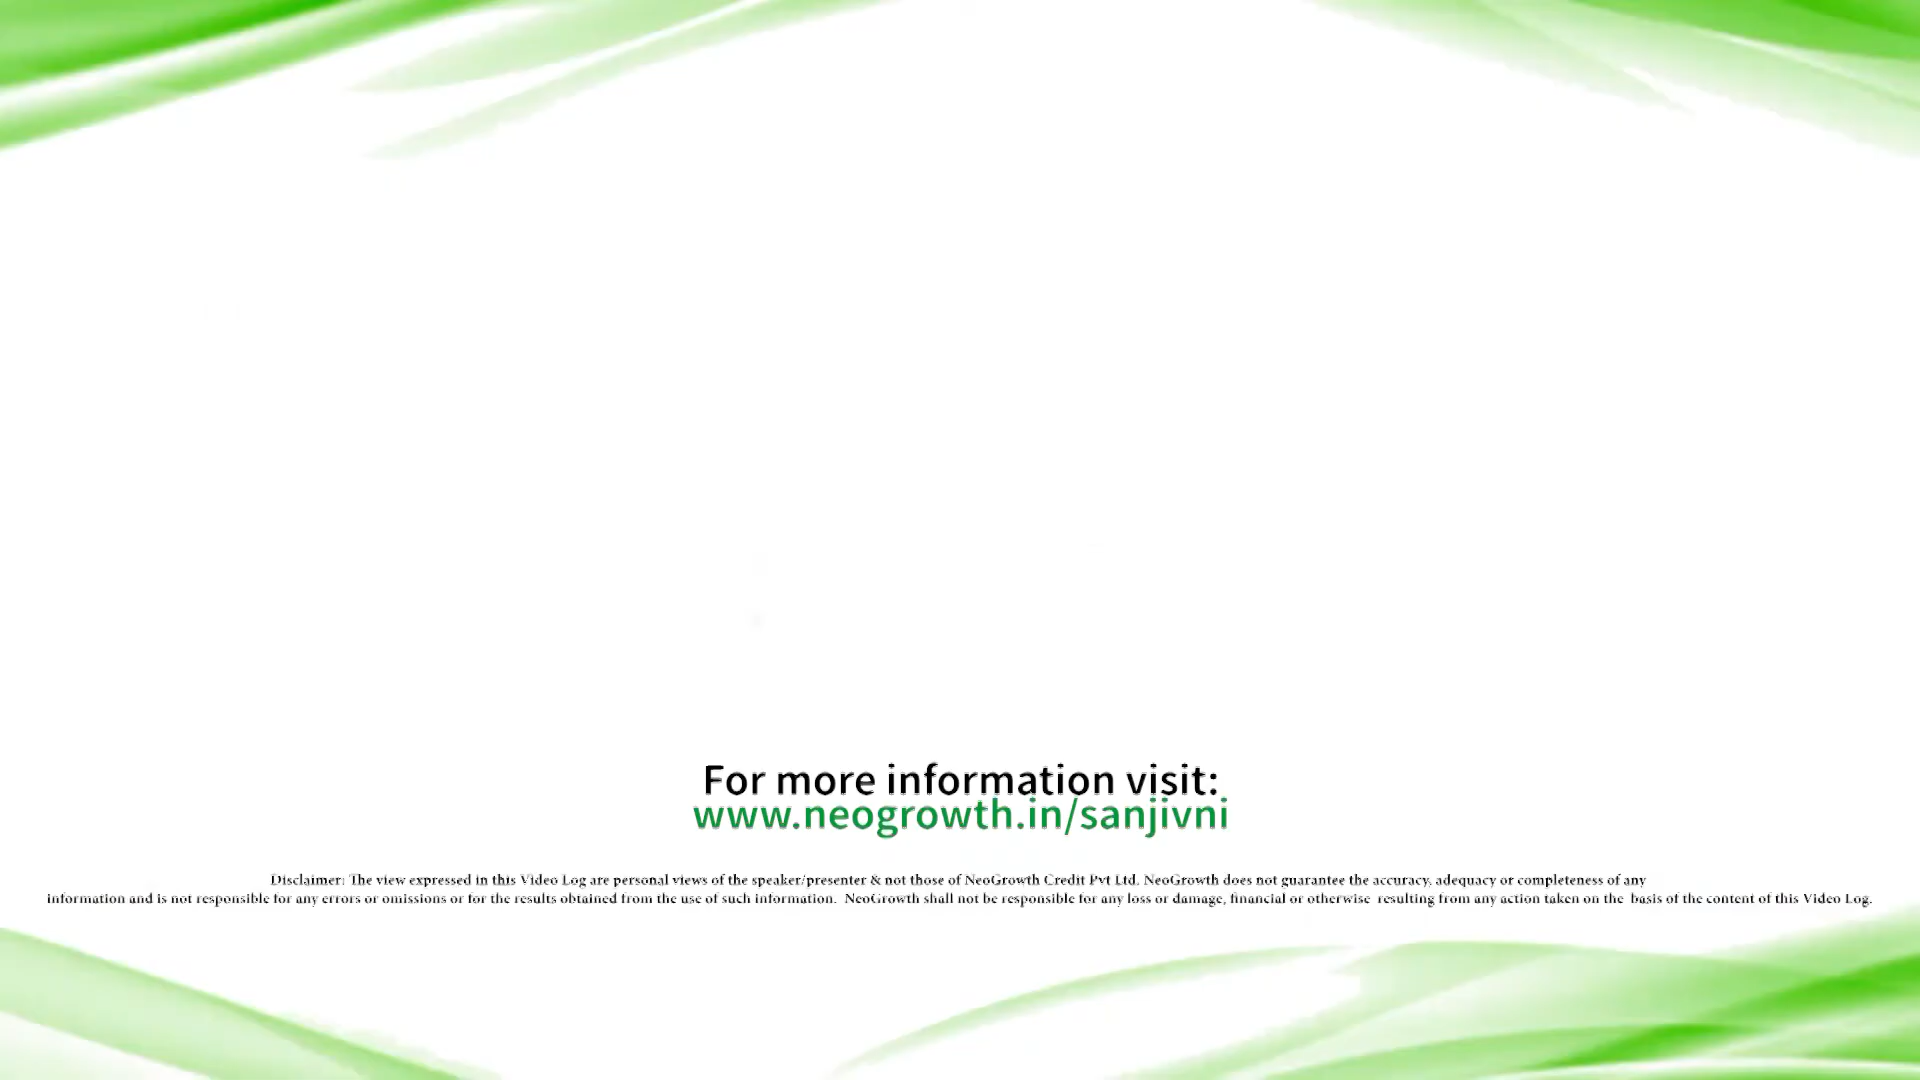 For more information visit:
www.neogrowth.in/sanjivni
Disclaimer: The view expressed in this Video Log are personal views of the speaker/presenter & not those of NeoGrowth Credit Pvt Ltd. NeoGrowth does not guarantee the accuracy, adequacy or completeness of any
information and is not responsible for any errors or omissions or for the results obtained from the use of such information. NeoGrowth shall not be responsible for any loss or damage, financial or otherwise resulting from any action taken on the basis of the content of this Video Log.